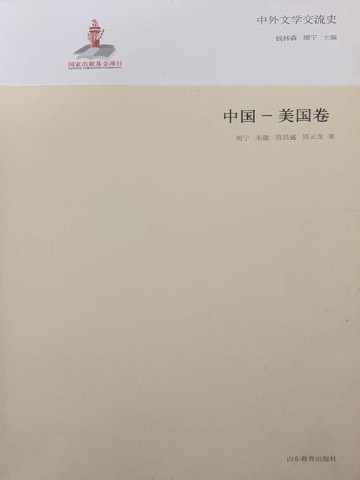 中外文学交流史
钱林森 周宁 主编
国家出版基金项目
中国－美国卷
周宁 朱徽 贺昌盛 周云龙 著
山东教育出版社